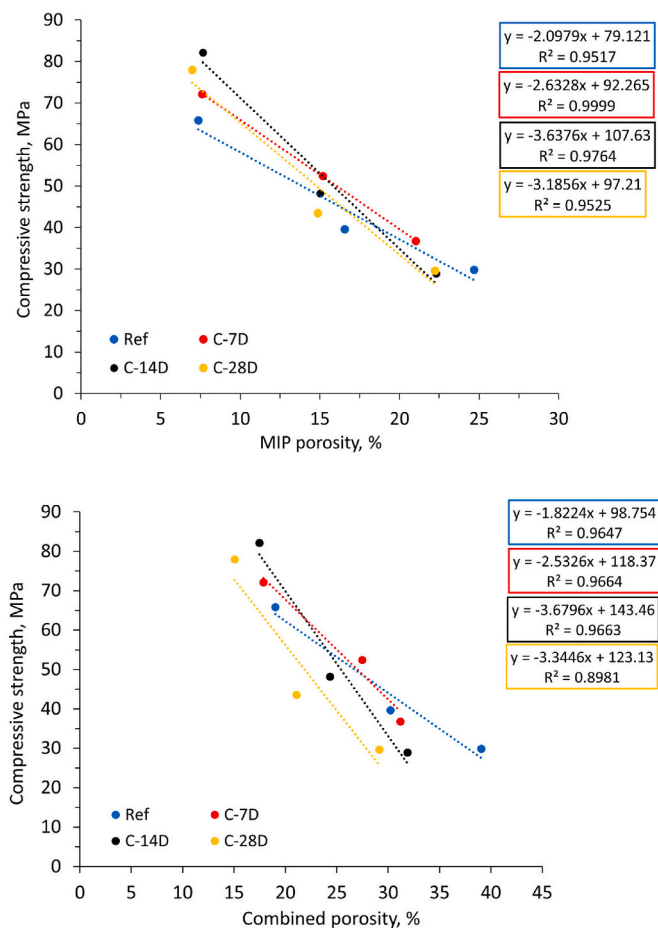 90
80
70
60
50
40
30
20
10
0
Compressive strength, MPa
y = -2.0979x + 79.121
R² = 0.9517
y = -2.6328x + 92.265
R² = 0.9999
y = -3.6376x + 107.63
R² = 0.9764
y = -3.1856x + 97.21
R² = 0.9525
Ref C-7D
C-14D C-28D
0 5 10 15 20 25 30
MIP porosity, %
90
80
70
60
50
40
30
20
10
0
Compressive strength, MPa
y = -1.8224x + 98.754
R² = 0.9647
y = -2.5326x + 118.37
R² = 0.9664
y = -3.6796x + 143.46
R² = 0.9663
y = -3.3446x + 123.13
R² = 0.8981
Ref C-7D
C-14D C-28D
0 5 10 15 20 25 30 35 40 45
Combined porosity, %